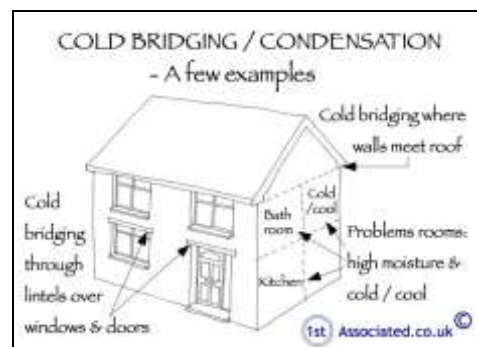 COLD BRIDGING / CONDENSATION
- A few examples
Cold bridging where
walls meet roof
Cold
bridging
through
lintels over
windows & doors
Cold
/cool
Bath
room
Kitchen
Problems rooms:
high moisture &
cold / cool
1st Associated.co.uk ©